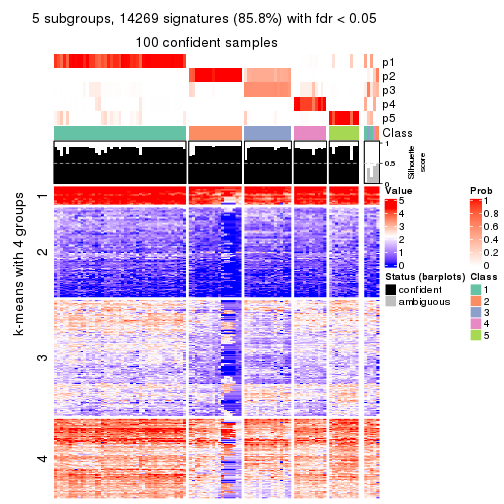 5 subgroups, 14269 signatures (85.8%) with fdr < 0.05
100 confident samples
p1
p2
p3
p4
p5
Class
1
0.5
0
Silhouette
score
k-means with 4 groups
1
2
3
4
Value
5
4
3
2
1
0
Prob
1
0.8
0.6
0.4
0.2
0
Status (barplots)
confident
ambiguous
Class
1
2
3
4
5